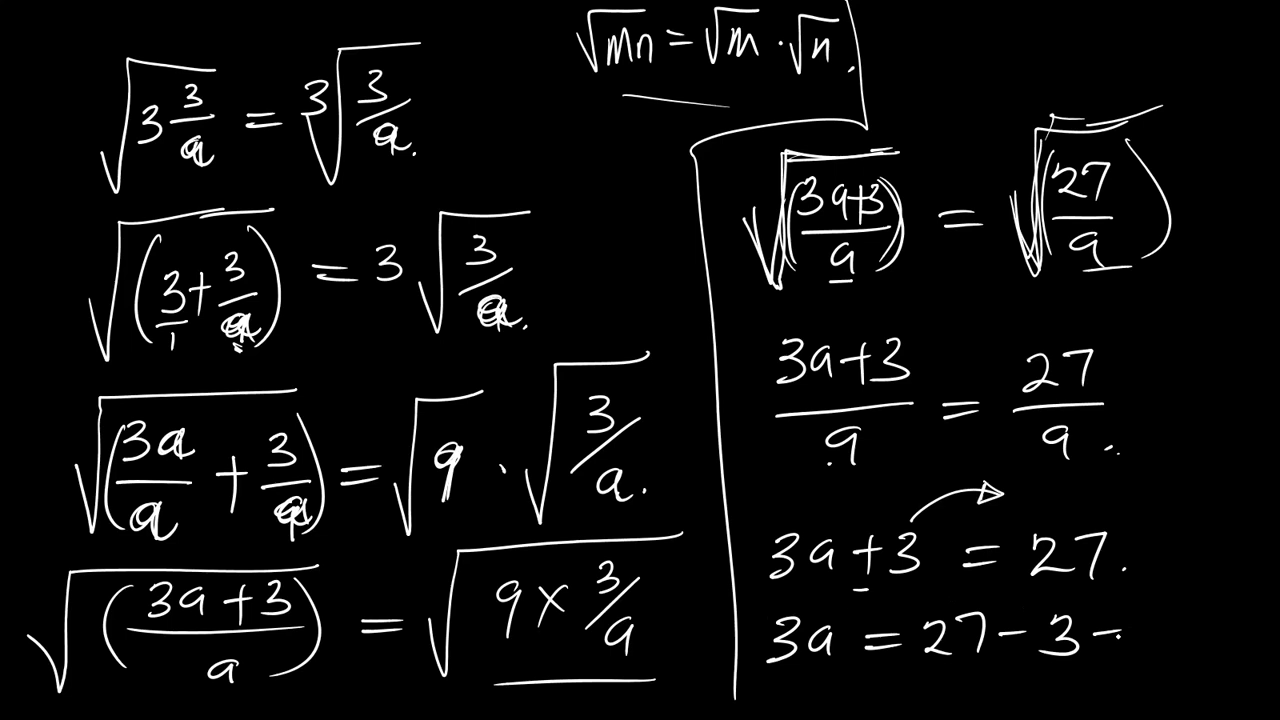 √mn = √m · √n.
√(3 3/a) = 3√(3/a).
√(3/1 + 3/a) = 3√(3/a).
√(3a/a + 3/a) = √9 · √(3/a).
√((3a+3)/a) = √(9 × 3/a)
√((3a+3)/a) = √(27/a)
(3a+3)/a = 27/a.
3a+3 = 27.
3a = 27-3-